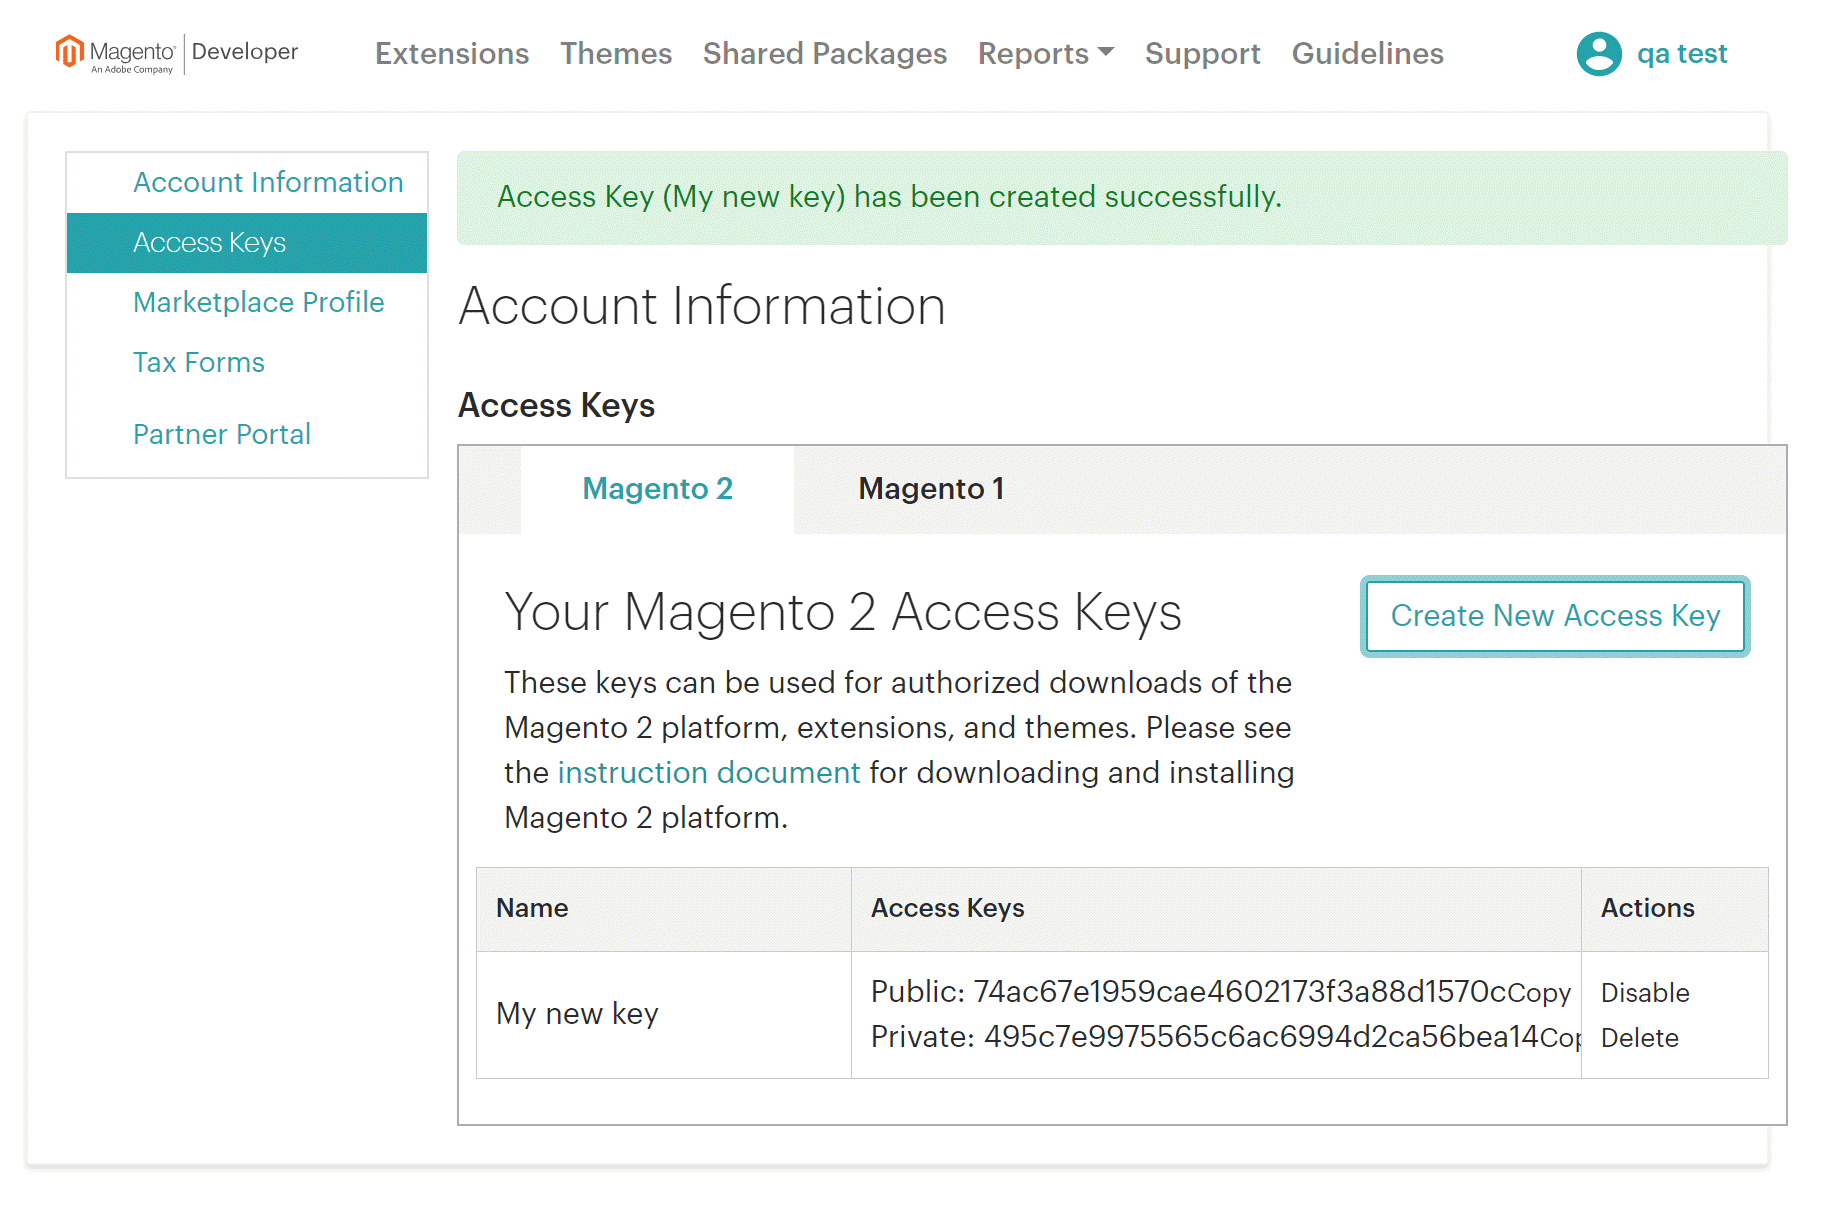 Magento Developer
An Adobe Company
Extensions Themes Shared Packages Reports Support Guidelines
qa test
Account Information
Access Keys
Marketplace Profile
Tax Forms
Partner Portal
Access Key (My new key) has been created successfully.
Account Information
Access Keys
Magento 2 Magento 1
Your Magento 2 Access Keys
Create New Access Key
These keys can be used for authorized downloads of the
Magento 2 platform, extensions, and themes. Please see
the instruction document for downloading and installing
Magento 2 platform.
Name Access Keys Actions
My new key
Public: 74ac67e1959cae4602173f3a88d1570cCopy
Private: 495c7e9975565c6ac6994d2ca56bea14Cop
Disable
Delete